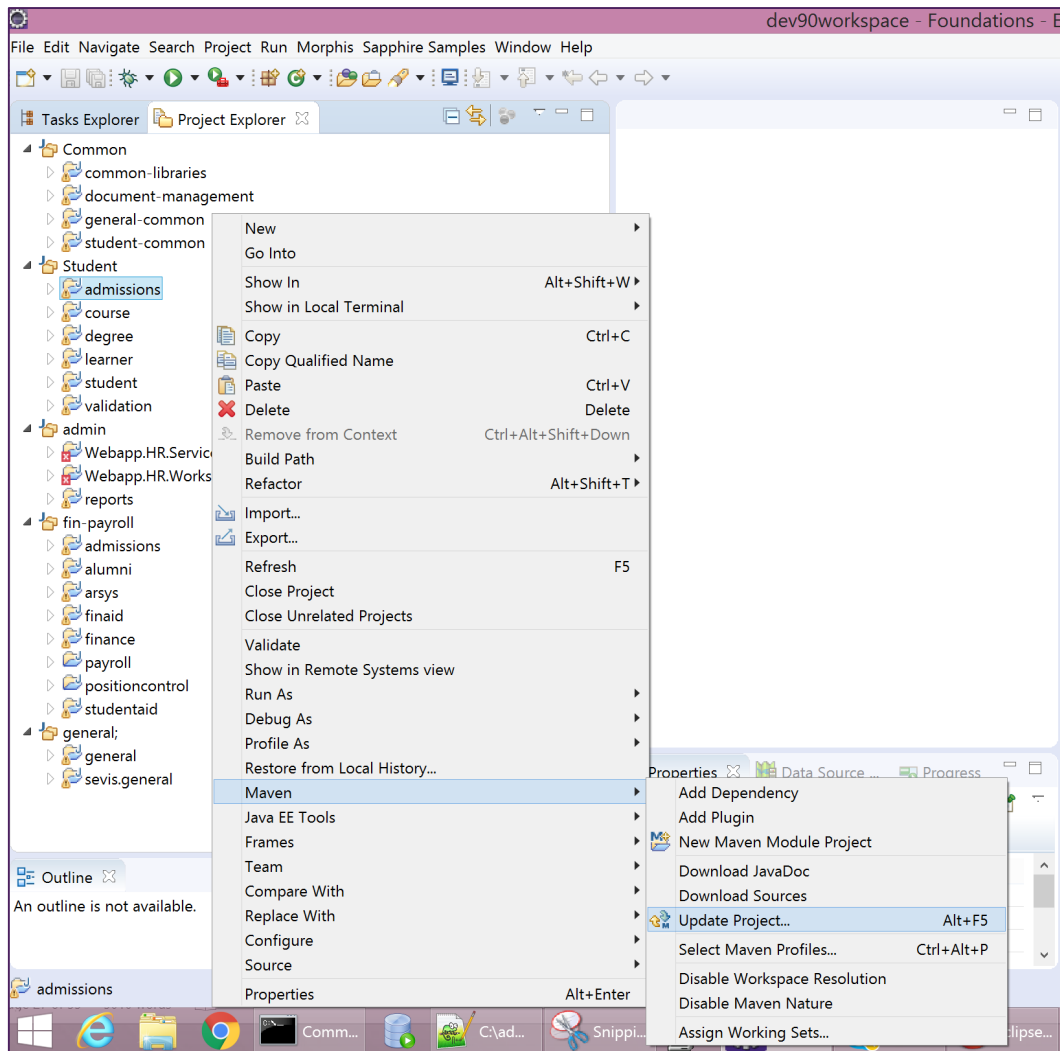 dev90workspace - Foundations - E
File Edit Navigate Search Project Run Morphis Sapphire Samples Window Help
Tasks Explorer Project Explorer
Common
common-libraries
document-management
general-common
student-common
Student
admissions
course
degree
learner
student
validation
admin
Webapp.HR.Servic
Webapp.HR.Works
reports
fin-payroll
admissions
alumni
arsys
finaid
finance
payroll
positioncontrol
studentaid
general;
general
sevis.general
New
Go Into
Show In Alt+Shift+W
Show in Local Terminal
Copy Ctrl+C
Copy Qualified Name
Paste Ctrl+V
Delete Delete
Remove from Context Ctrl+Alt+Shift+Down
Build Path
Refactor Alt+Shift+T
Import...
Export...
Refresh F5
Close Project
Close Unrelated Projects
Validate
Show in Remote Systems view
Run As
Debug As
Profile As
Restore from Local History...
Maven
Java EE Tools
Frames
Team
Compare With
Replace With
Configure
Source
Properties Alt+Enter
Properties Data Source ... Progress
Add Dependency
Add Plugin
New Maven Module Project
Download JavaDoc
Download Sources
Update Project... Alt+F5
Select Maven Profiles... Ctrl+Alt+P
Disable Workspace Resolution
Disable Maven Nature
Assign Working Sets...
Outline
An outline is not available.
admissions
Comm... C:\ad... Snippi... clipse...